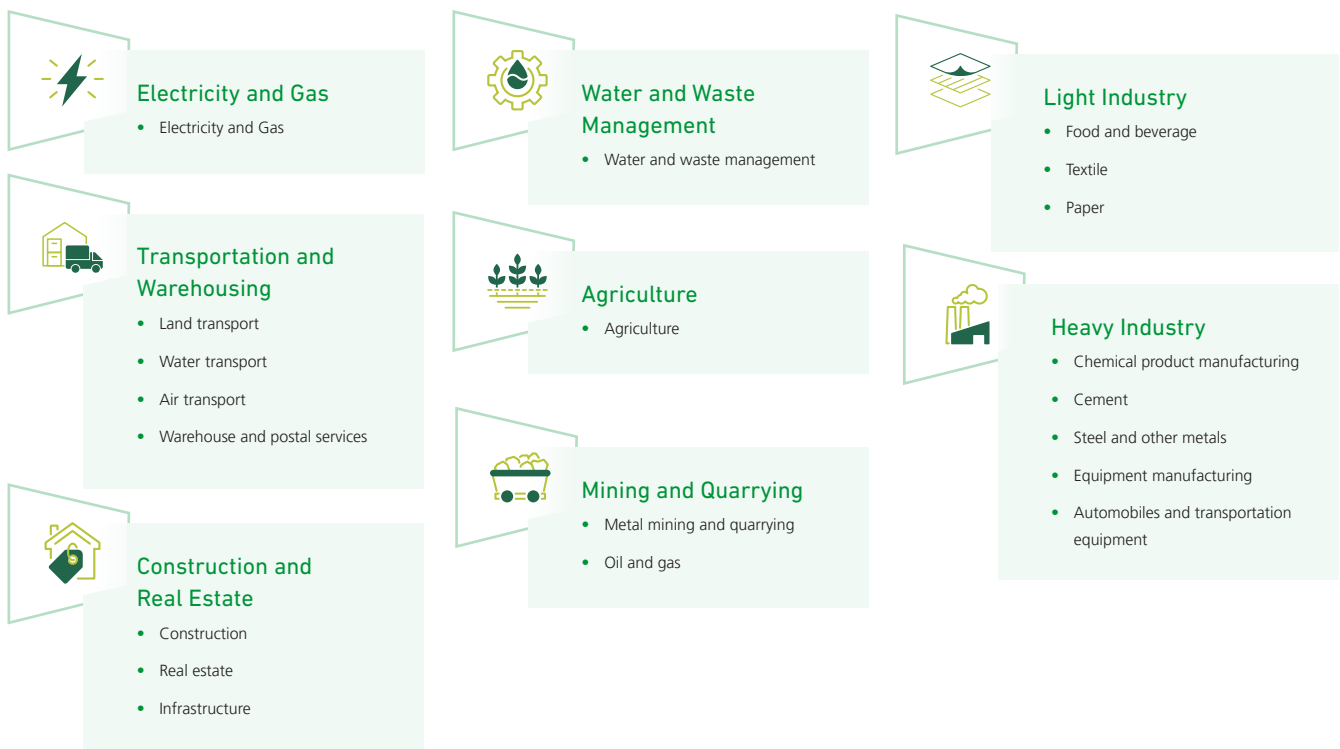 Electricity and Gas
• Electricity and Gas
Transportation and
Warehousing
• Land transport
• Water transport
• Air transport
• Warehouse and postal services
Construction and
Real Estate
• Construction
• Real estate
• Infrastructure
Water and Waste
Management
• Water and waste management
Agriculture
• Agriculture
Mining and Quarrying
• Metal mining and quarrying
• Oil and gas
Light Industry
• Food and beverage
• Textile
• Paper
Heavy Industry
• Chemical product manufacturing
• Cement
• Steel and other metals
• Equipment manufacturing
• Automobiles and transportation
equipment